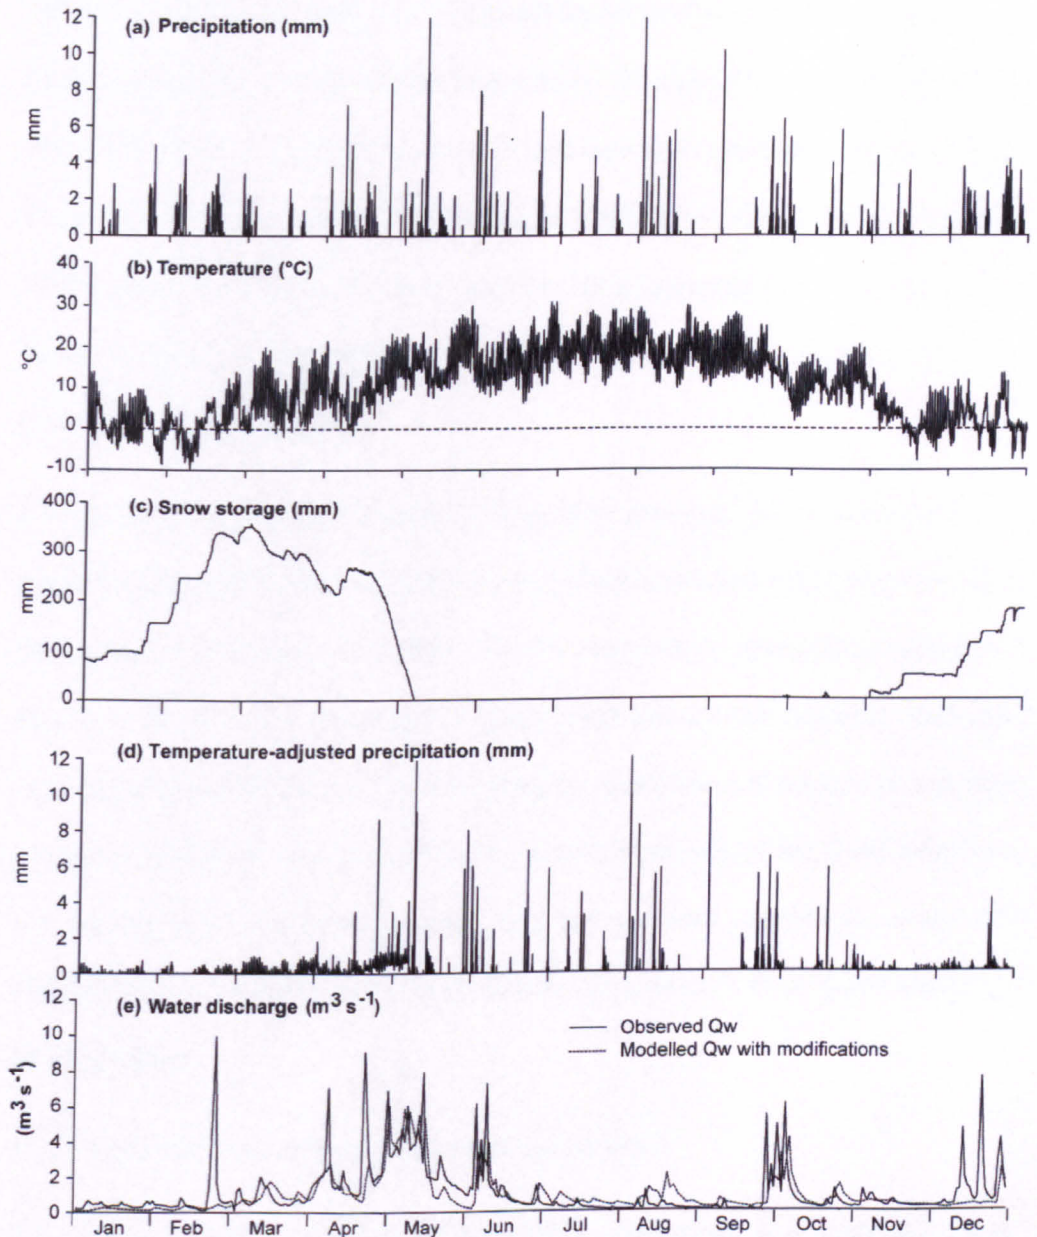 (a) Precipitation (mm)
12
10
8
6
4
2
0
mm
(b) Temperature (°C)
40
30
20
10
0
-10
°C
(c) Snow storage (mm)
400
300
200
100
0
mm
(d) Temperature-adjusted precipitation (mm)
12
10
8
6
4
2
0
mm
(e) Water discharge (m³ s⁻¹)
12
10
8
6
4
2
0
(m³ s⁻¹)
Observed Qw
Modelled Qw with modifications
Jan Feb Mar Apr May Jun Jul Aug Sep Oct Nov Dec